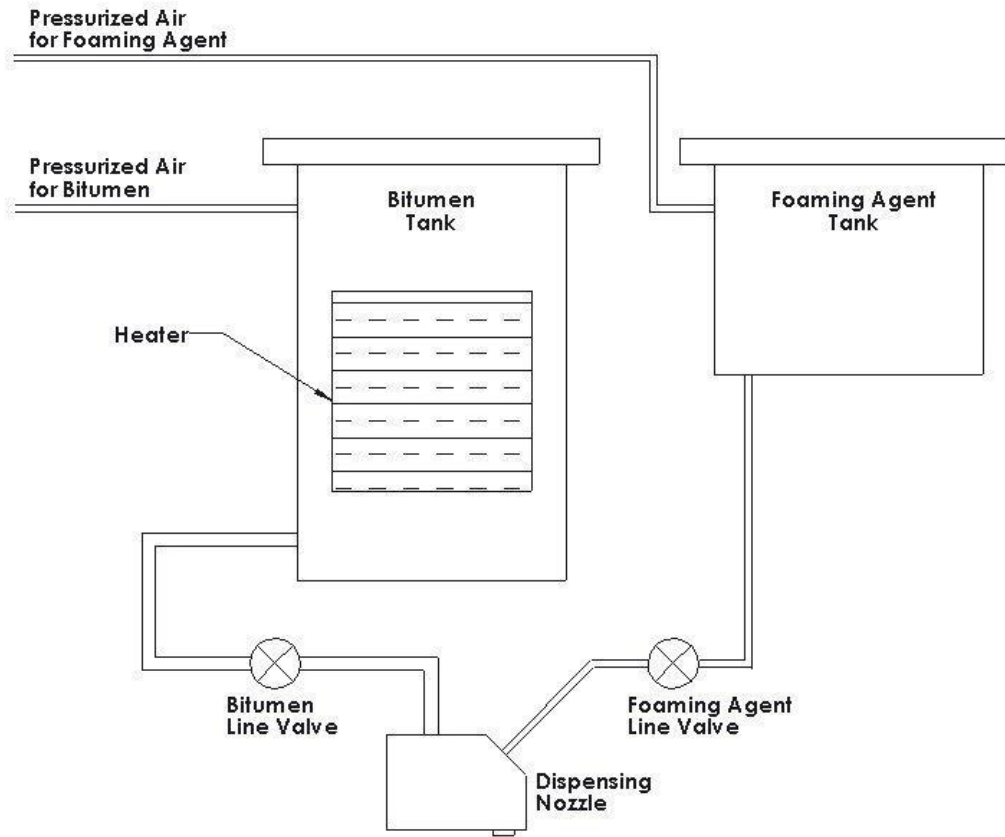 Pressurized Air
for Foaming Agent
Pressurized Air
for Bitumen
Bitumen
Tank
Foaming Agent
Tank
Heater
Bitumen
Line Valve
Foaming Agent
Line Valve
Dispensing
Nozzle